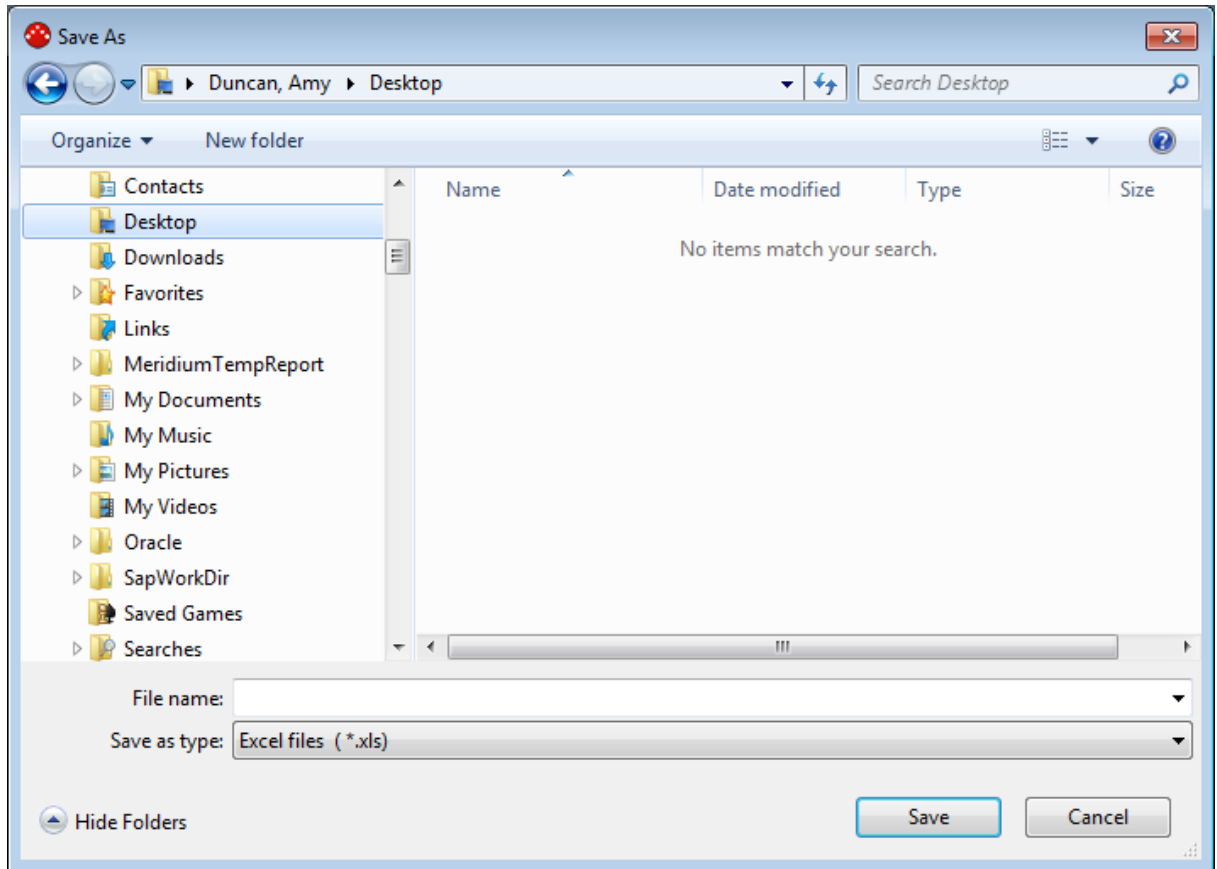 Save As
Duncan, Amy Desktop
Search Desktop
Organize New folder
Contacts
Desktop
Downloads
Favorites
Links
MeridiumTempReport
My Documents
My Music
My Pictures
My Videos
Oracle
SapWorkDir
Saved Games
Searches
Name Date modified Type Size
No items match your search.
File name:
Save as type: Excel files ( *.xls)
Hide Folders Save Cancel